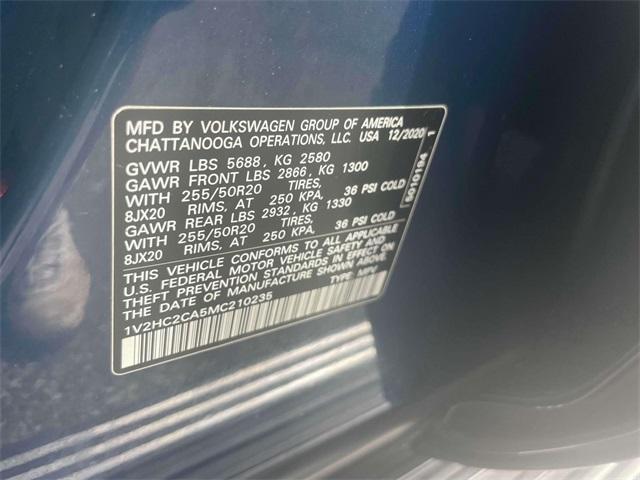 MFD BY VOLKSWAGEN GROUP OF AMERICA
CHATTANOOGA OPERATIONS, LLC. USA 12/2020
GVWR LBS 5688, KG 2580
GAWR FRONT LBS 2866, KG 1300
WITH 255/50R20 TIRES,
8JX20 RIMS, AT 250 KPA, 36 PSI COLD
GAWR REAR LBS 2932, KG 1330
WITH 255/50R20 TIRES,
8JX20 RIMS, AT 250 KPA, 36 PSI COLD
THIS VEHICLE CONFORMS TO ALL APPLICABLE
U.S. FEDERAL MOTOR VEHICLE SAFETY AND
THEFT PREVENTION STANDARDS IN EFFECT ON
THE DATE OF MANUFACTURE SHOWN ABOVE.
1V2HC2CA5MC210235 TYPE: MPV
5010194 1